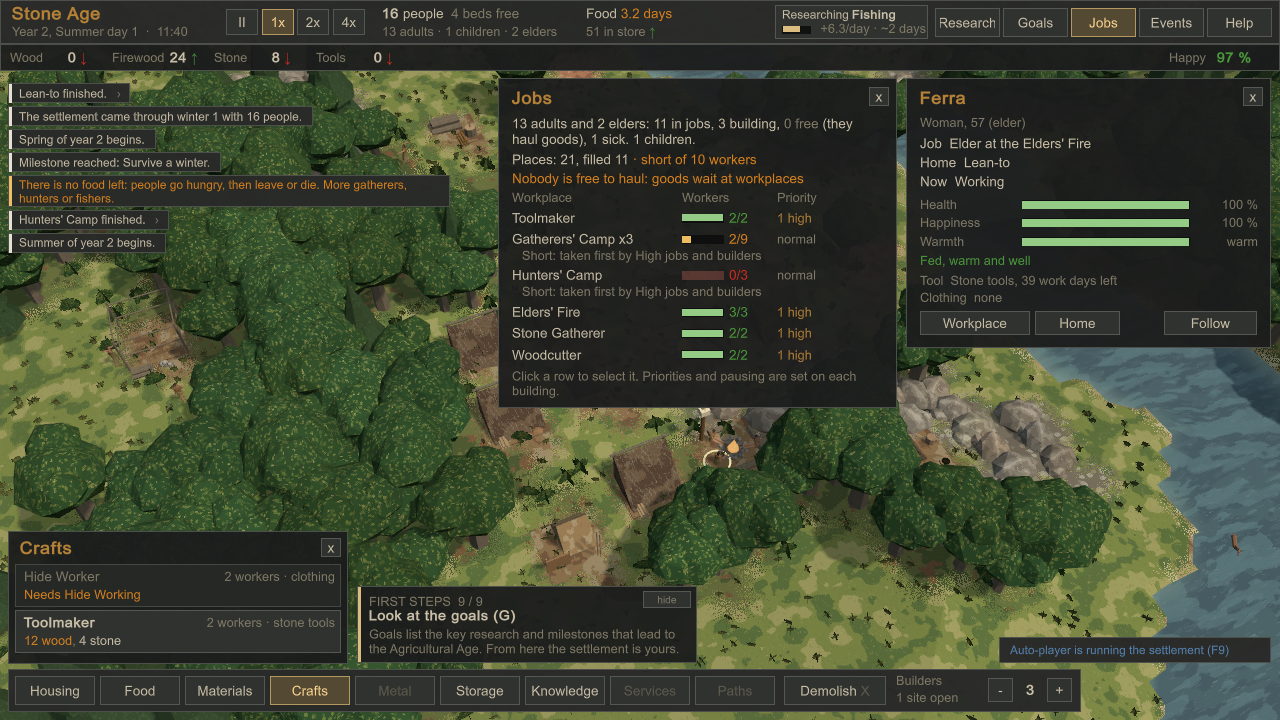 Stone Age
Year 2, Summer day 1 · 11:40
II
1x
2x
4x
16 people 4 beds free
13 adults · 1 children · 2 elders
Food 3.2 days
51 in store ↑
Researching Fishing
+6.3/day · ~2 days
Research
Goals
Jobs
Events
Help
Wood 0 ↓
Firewood 24 ↑
Stone 8 ↓
Tools 0 ↓
Happy 97 %
Lean-to finished. ›
The settlement came through winter 1 with 16 people.
Spring of year 2 begins.
Milestone reached: Survive a winter.
There is no food left: people go hungry, then leave or die. More gatherers,
hunters or fishers.
Hunters' Camp finished. ›
Summer of year 2 begins.
Jobs
x
13 adults and 2 elders: 11 in jobs, 3 building, 0 free (they
haul goods), 1 sick. 1 children.
Places: 21, filled 11 · short of 10 workers
Nobody is free to haul: goods wait at workplaces
Workplace Workers Priority
Toolmaker 2/2 1 high
Gatherers' Camp x3 2/9 normal
Short: taken first by High jobs and builders
Hunters' Camp 0/3 normal
Short: taken first by High jobs and builders
Elders' Fire 3/3 1 high
Stone Gatherer 2/2 1 high
Woodcutter 2/2 1 high
Click a row to select it. Priorities and pausing are set on each
building.
Ferra
x
Woman, 57 (elder)
Job Elder at the Elders' Fire
Home Lean-to
Now Working
Health 100 %
Happiness 100 %
Warmth warm
Fed, warm and well
Tool Stone tools, 39 work days left
Clothing none
Workplace
Home
Follow
Crafts
x
Hide Worker 2 workers · clothing
Needs Hide Working
Toolmaker 2 workers · stone tools
12 wood, 4 stone
FIRST STEPS 9 / 9
hide
Look at the goals (G)
Goals list the key research and milestones that lead to
the Agricultural Age. From here the settlement is yours.
Auto-player is running the settlement (F9)
Housing
Food
Materials
Crafts
Metal
Storage
Knowledge
Services
Paths
Demolish X
Builders
1 site open
- 3 +